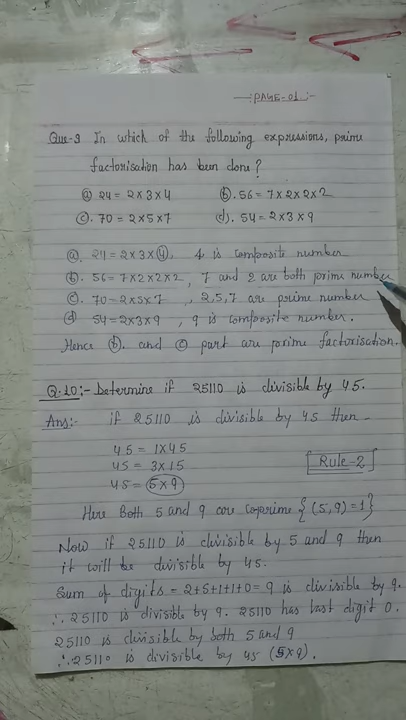 —: PAGE-01 :-
Que-9 In which of the following expressions, prime
factorisation has been done?
(a) 24 = 2×3×4 (b). 56 = 7×2×2×2
(c). 70 = 2×5×7 (d). 54 = 2×3×9
(a). 24 = 2×3×(4), 4 is composite number
(b). 56 = 7×2×2×2, 7 and 2 are both prime number
(c). 70 = 2×5×7, 2,5,7 are prime number
(d) 54 = 2×3×9, 9 is composite number.
Hence (b). and (c) part are prime factorisation.
Q.10:- Determine if 25110 is divisible by 45.
Ans:- if 25110 is divisible by 45 then -
45 = 1×45
45 = 3×15 [Rule-2]
45 = (5×9)
Here Both 5 and 9 are coprime {(5,9)=1}
Now if 25110 is divisible by 5 and 9 then
it will be divisible by 45.
Sum of digits = 2+5+1+1+0= 9 is divisible by 9.
∴ 25110 is divisible by 9. 25110 has last digit 0.
25110 is divisible by both 5 and 9
∴ 25110 is divisible by 45 (5×9).